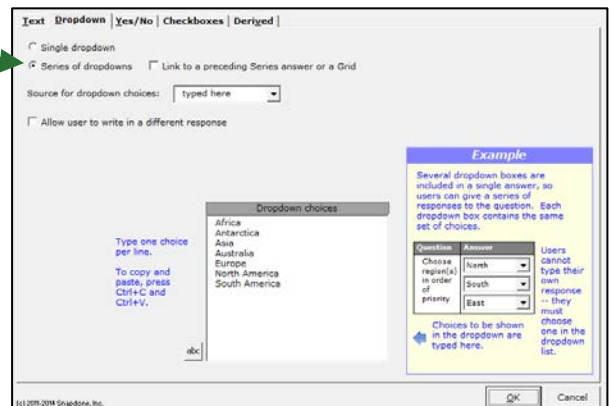 Text Dropdown Yes/No Checkboxes Derived
Single dropdown
Series of dropdowns Link to a preceding Series answer or a Grid
Source for dropdown choices: typed here
Allow user to write in a different response
Type one choice
per line.
To copy and
paste, press
Ctrl+C and
Ctrl+V.
abc
Dropdown choices
Africa
Antarctica
Asia
Australia
Europe
North America
South America
Example
Several dropdown boxes are
included in a single answer, so
users can give a series of
responses to the question. Each
dropdown box contains the same
set of choices.
Question Answer
Choose
region(s)
in order
of
priority
North
South
East
Users
cannot
type their
own
response
-- they
must
choose
one in the
dropdown
list.
Choices to be shown
in the dropdown are
typed here.
(c) 2011-2014 Snapdone, Inc.
OK Cancel